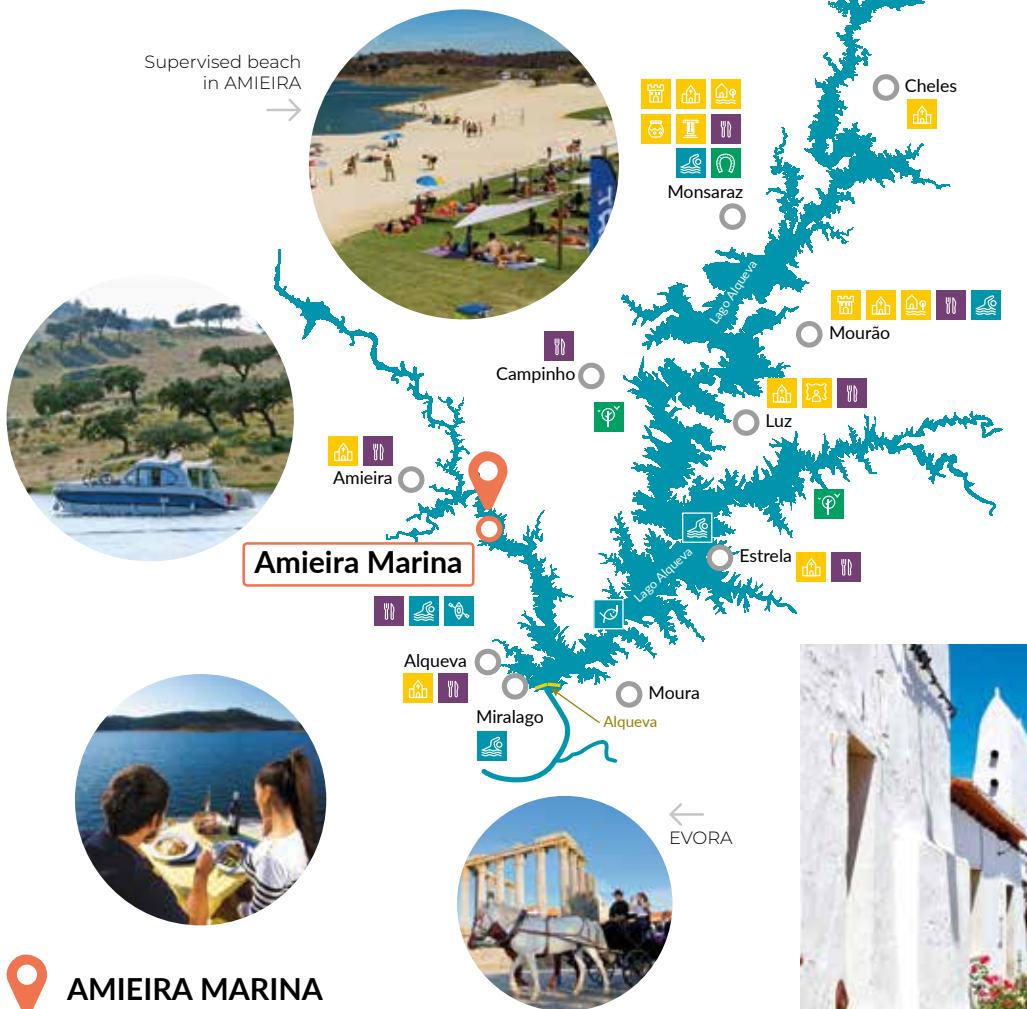 Supervised beach
in AMIEIRA
Cheles
Monsaraz
Lago Alqueva
Mourão
Campinho
Luz
Amieira
Amieira Marina
Estrela
Lago Alqueva
Alqueva
Miralago
Moura
Alqueva
EVORA
AMIEIRA MARINA